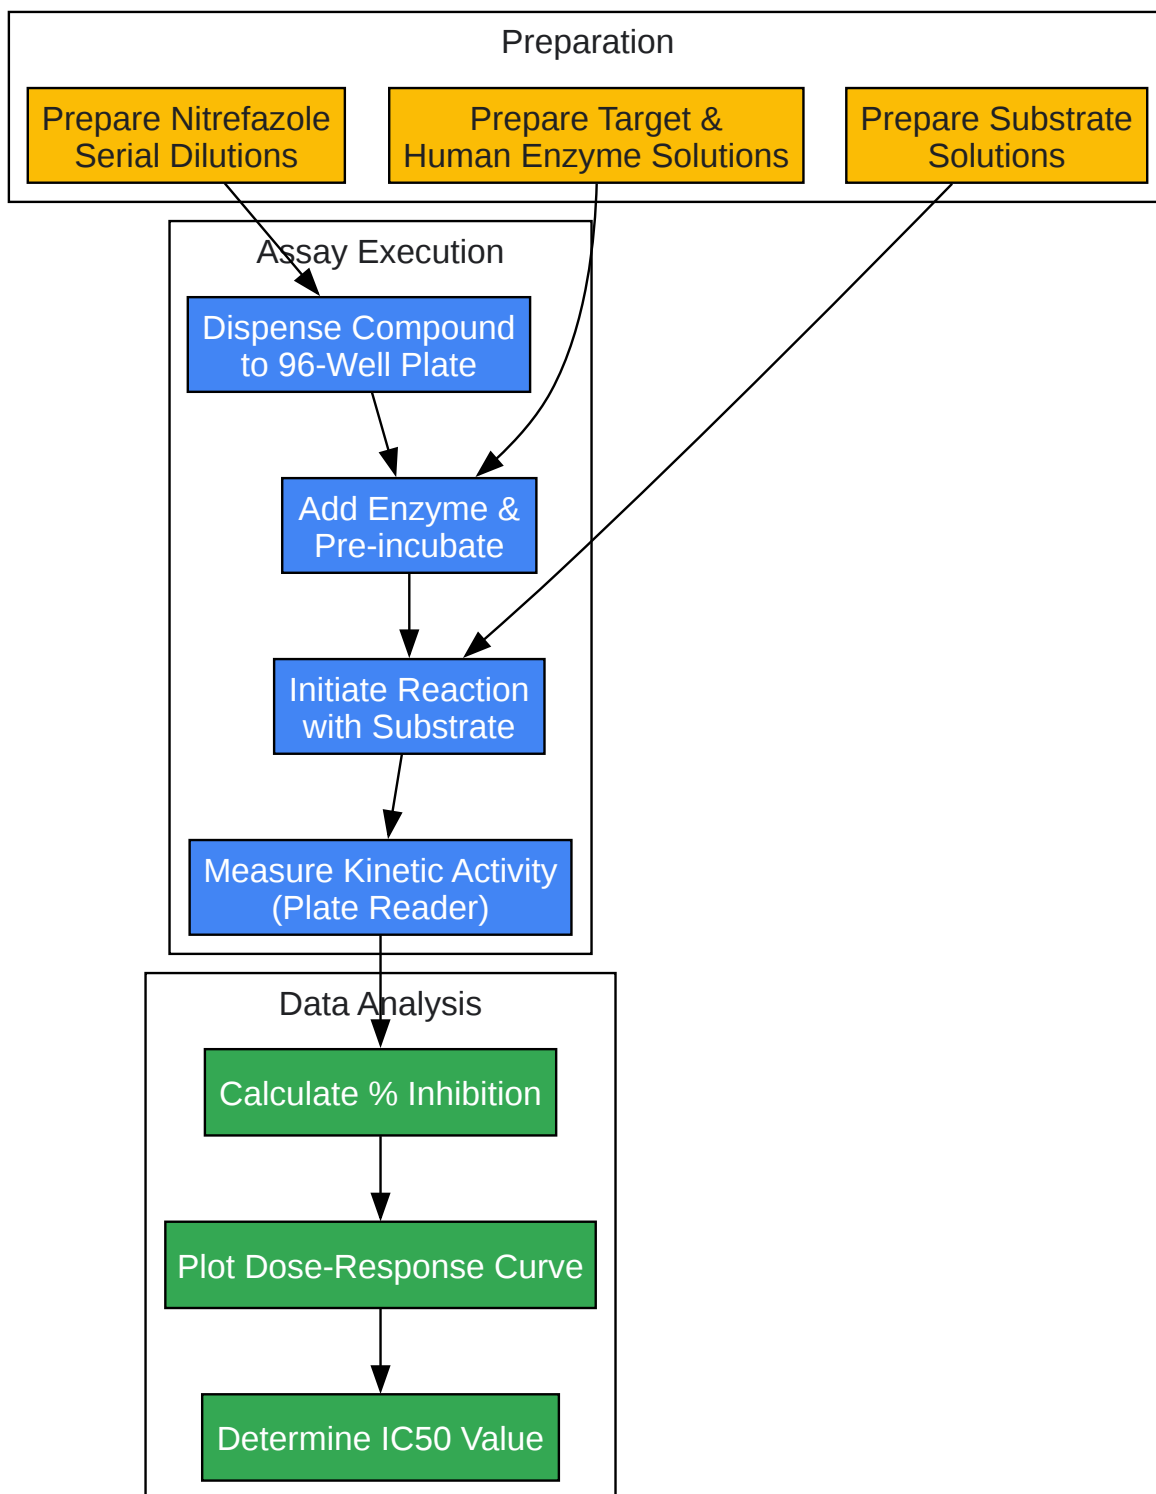 Preparation
Prepare Nitrefazole
Serial Dilutions
Prepare Target &
Human Enzyme Solutions
Prepare Substrate
Solutions
Assay Execution
Dispense Compound
to 96-Well Plate
Add Enzyme &
Pre-incubate
Initiate Reaction
with Substrate
Measure Kinetic Activity
(Plate Reader)
Data Analysis
Calculate % Inhibition
Plot Dose-Response Curve
Determine IC50 Value